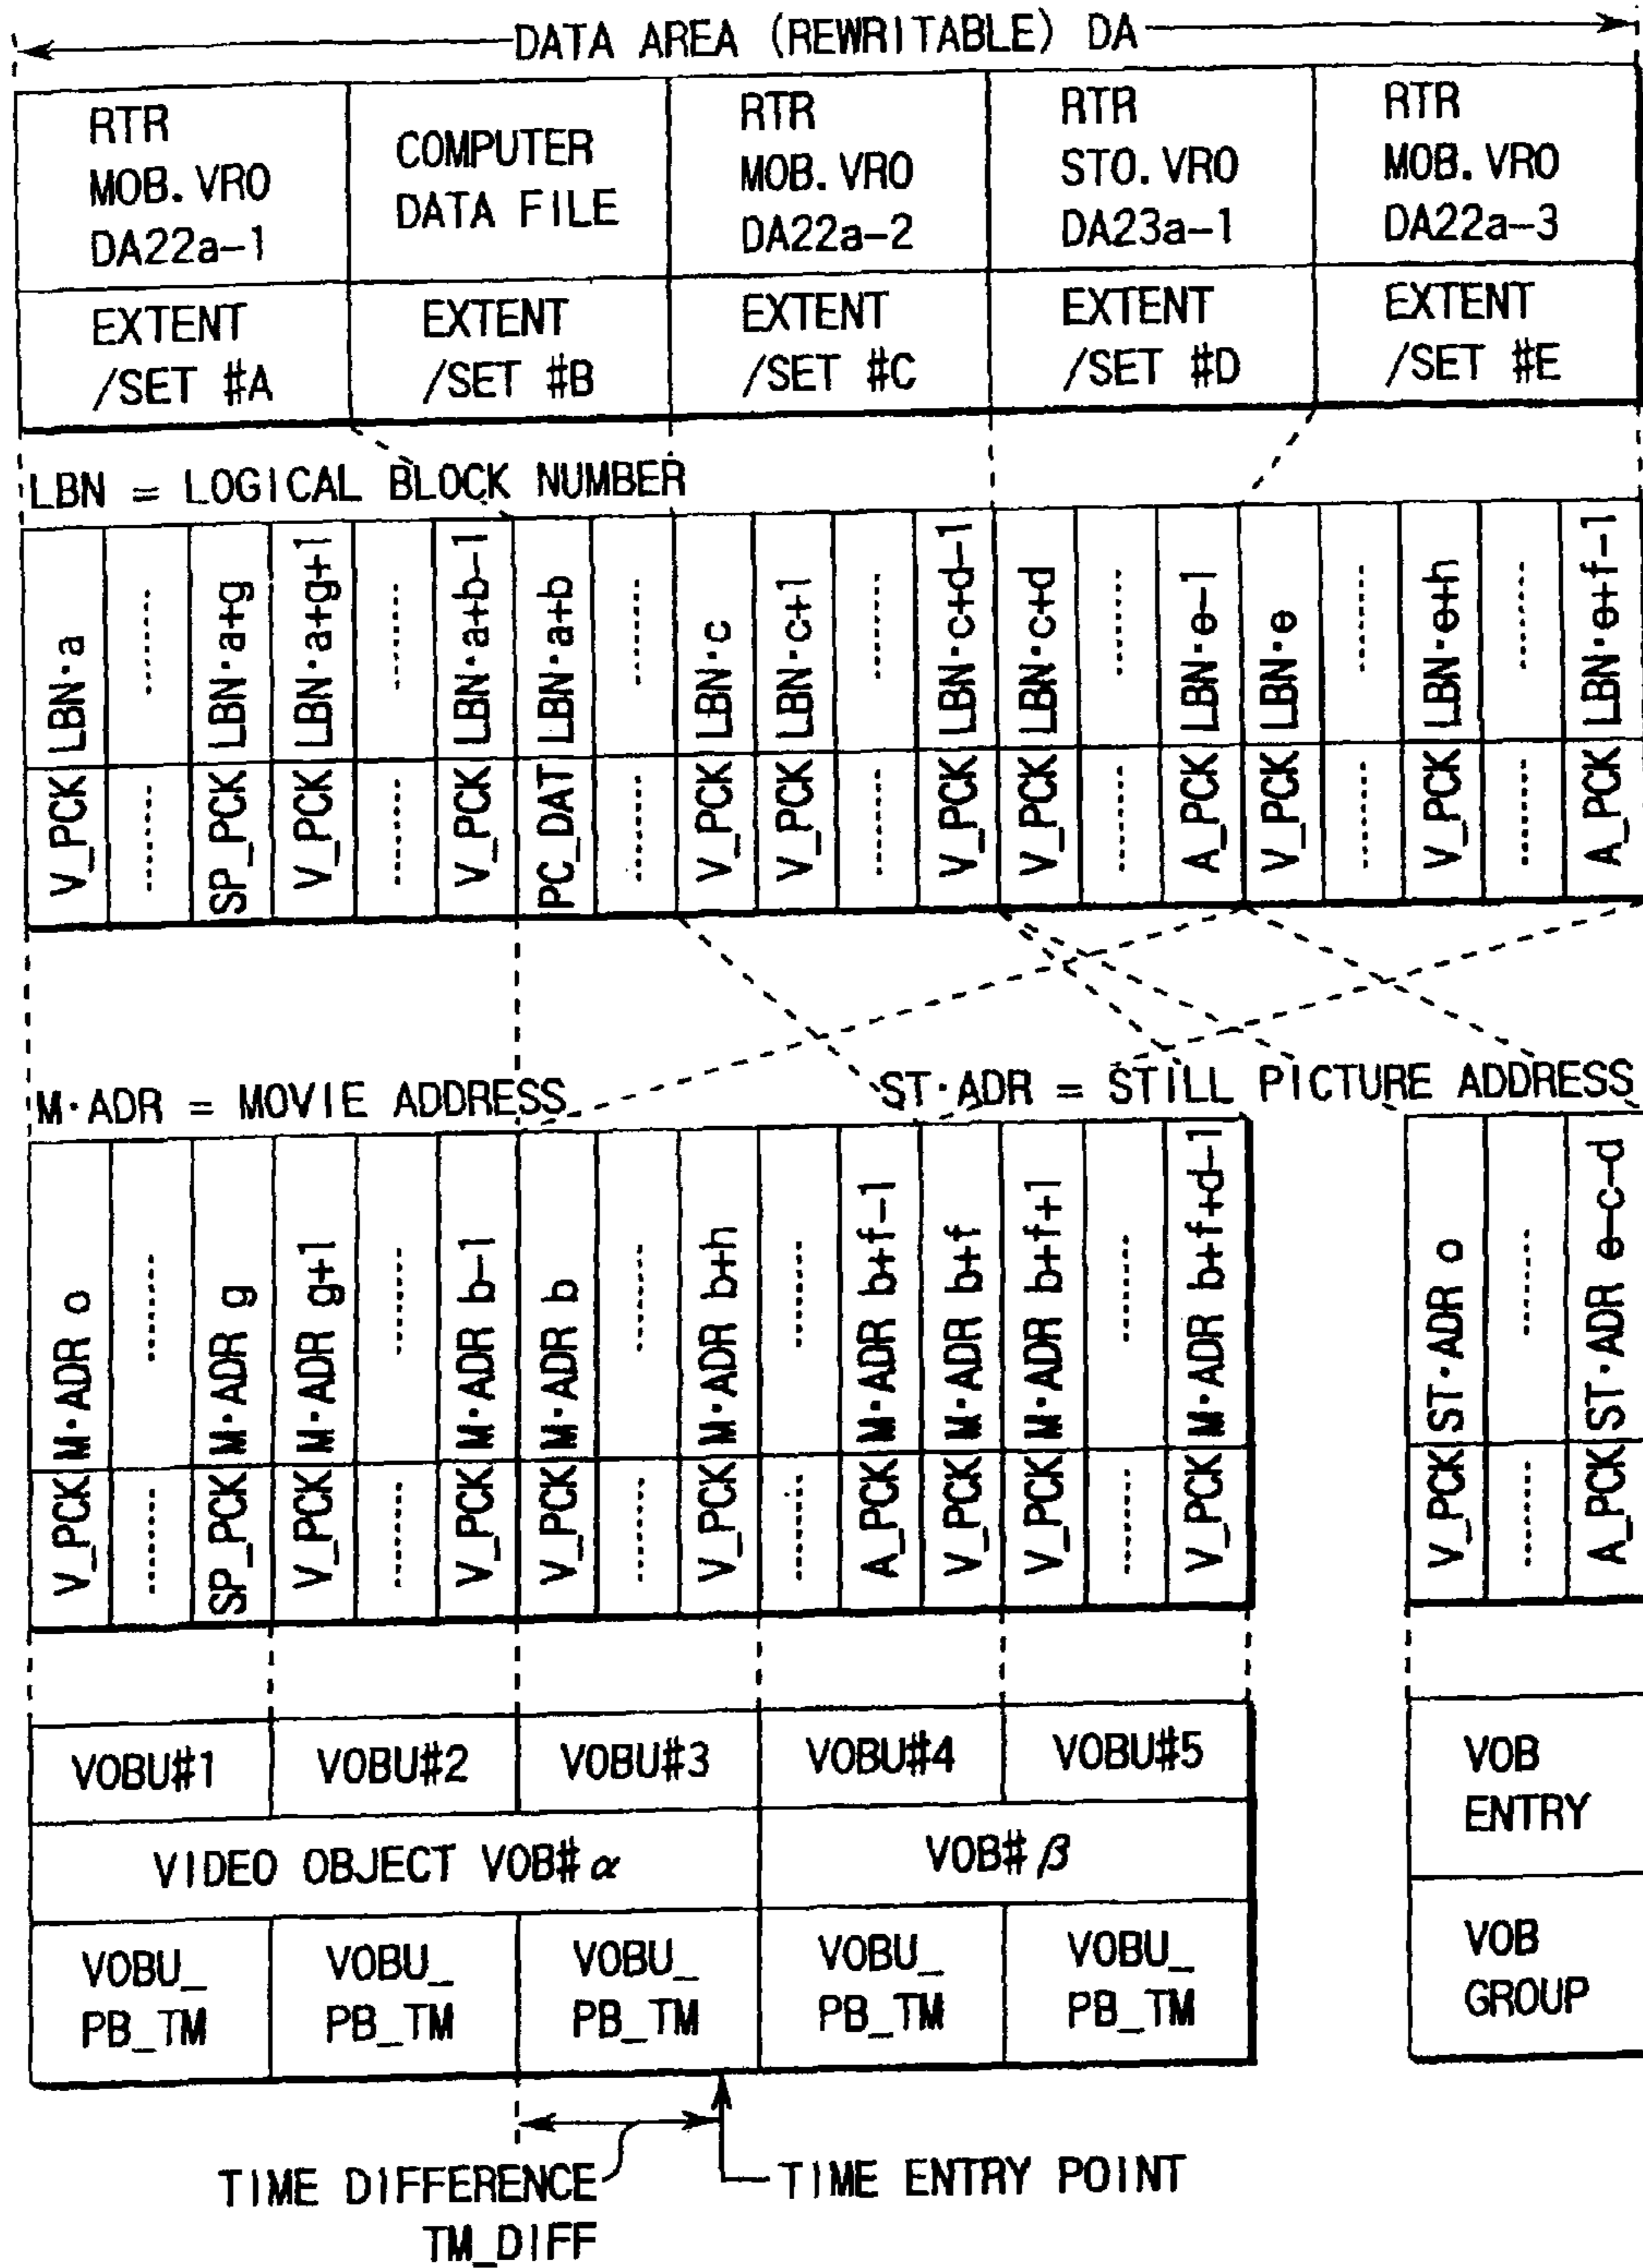 DATA AREA (REWRITABLE) DA
RTR MOB.VRO DA22a-1
COMPUTER DATA FILE
RTR MOB.VRO DA22a-2
RTR STO.VRO DA23a-1
RTR MOB.VRO DA22a-3
EXTENT /SET #A
EXTENT /SET #B
EXTENT /SET #C
EXTENT /SET #D
EXTENT /SET #E
LBN = LOGICAL BLOCK NUMBER
V_PCK LBN·a
........ ........
SP_PCK LBN·a+g
V_PCK LBN·a+g+1
........ ........
V_PCK LBN·a+b-1
PC_DAT LBN·a+b
........ ........
V_PCK LBN·c
V_PCK LBN·c+1
........ ........
V_PCK LBN·c+d-1
V_PCK LBN·c+d
........ ........
A_PCK LBN·e-1
V_PCK LBN·e
........ ........
V_PCK LBN·e+h
........ ........
A_PCK LBN·e+f-1
M·ADR = MOVIE ADDRESS
ST·ADR = STILL PICTURE ADDRESS
V_PCK M·ADR o
........ ........
SP_PCK M·ADR g
V_PCK M·ADR g+1
........ ........
V_PCK M·ADR b-1
V_PCK M·ADR b
........ ........
V_PCK M·ADR b+h
........ ........
A_PCK M·ADR b+f-1
V_PCK M·ADR b+f
V_PCK M·ADR b+f+1
........ ........
V_PCK M·ADR b+f+d-1
V_PCK ST·ADR o
........ ........
A_PCK ST·ADR e-c-d
VOBU#1
VOBU#2
VOBU#3
VOBU#4
VOBU#5
VIDEO OBJECT VOB#α
VOB#β
VOBU_ PB_TM
VOBU_ PB_TM
VOBU_ PB_TM
VOBU_ PB_TM
VOBU_ PB_TM
VOB ENTRY
VOB GROUP
TIME DIFFERENCE
TM_DIFF
TIME ENTRY POINT